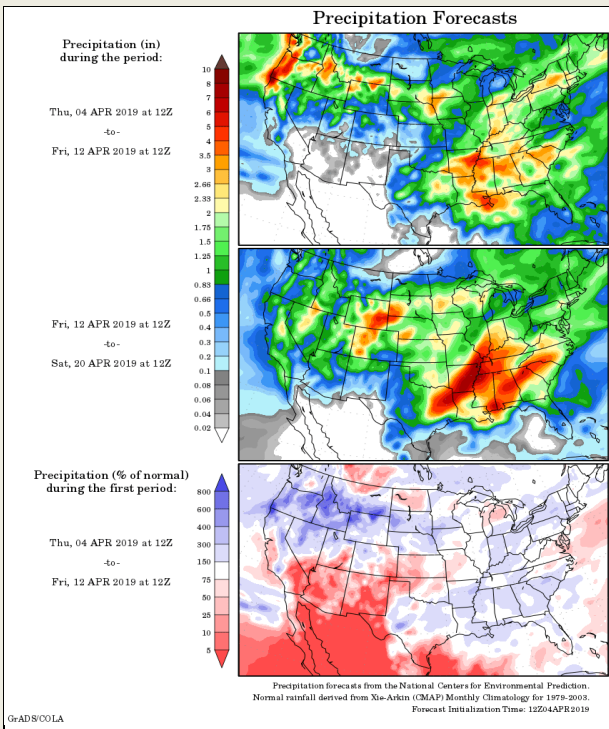 Precipitation Forecasts
Precipitation (in)
during the period:
Thu, 04 APR 2019 at 12Z
-to-
Fri, 12 APR 2019 at 12Z
10
8
7
6
5
4
3.5
3
2.66
2.33
2
1.75
1.5
1.25
1
0.83
0.66
0.5
0.4
0.3
0.2
0.1
0.08
0.06
0.04
0.02
Fri, 12 APR 2019 at 12Z
-to-
Sat, 20 APR 2019 at 12Z
Precipitation (% of normal)
during the first period:
Thu, 04 APR 2019 at 12Z
-to-
Fri, 12 APR 2019 at 12Z
800
600
400
300
150
75
50
25
10
5
Precipitation forecasts from the National Centers for Environmental Prediction.
Normal rainfall derived from Xie-Arkin (CMAP) Monthly Climatology for 1979-2003.
Forecast Initialization Time: 12Z04APR2019
GrADS/COLA